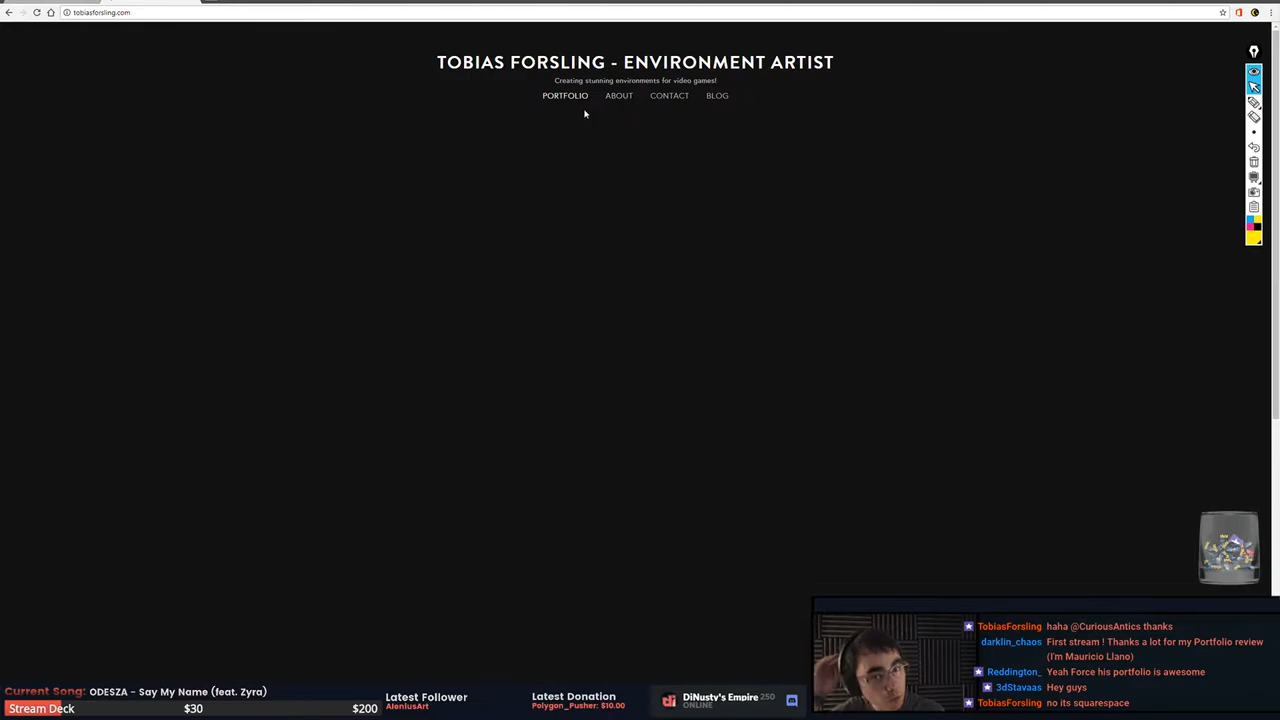 tobiasforsling.com
TOBIAS FORSLING - ENVIRONMENT ARTIST
Creating stunning environments for video games!
PORTFOLIO ABOUT CONTACT BLOG
TobiasForsling haha @CuriousAntics thanks
darklin_chaos First stream ! Thanks a lot for my Portfolio review
(I'm Mauricio Llano)
Reddington_ Yeah Force his portfolio is awesome
3dStavaas Hey guys
TobiasForsling no its squarespace
Current Song: ODESZA - Say My Name (feat. Zyra)
Stream Deck $30 $200
Latest Follower
AleniusArt
Latest Donation
Polygon_Pusher: $10.00
di DiNusty's Empire 250
ONLINE